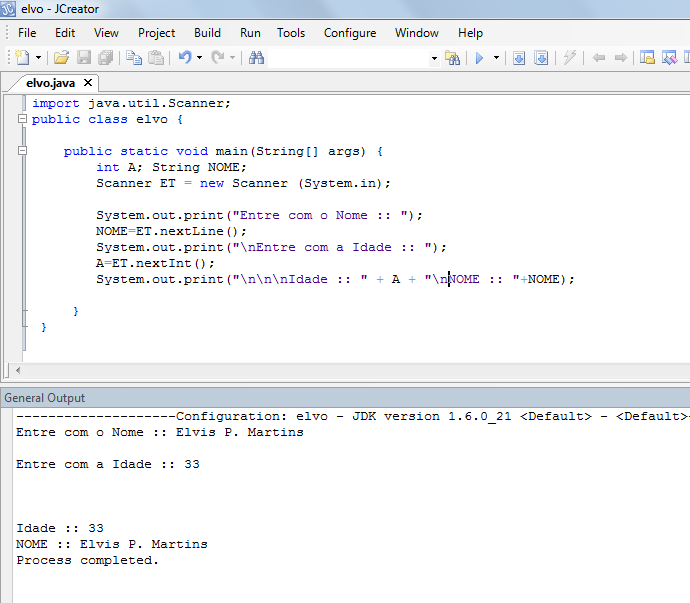 elvo - JCreator
File Edit View Project Build Run Tools Configure Window Help
elvo.java
import java.util.Scanner;
public class elvo {
public static void main(String[] args) {
int A; String NOME;
Scanner ET = new Scanner (System.in);
System.out.print("Entre com o Nome :: ");
NOME=ET.nextLine();
System.out.print("\nEntre com a Idade :: ");
A=ET.nextInt();
System.out.print("\n\n\nIdade :: " + A + "\nNOME :: "+NOME);
}
}
General Output
--------------------Configuration: elvo - JDK version 1.6.0_21 <Default> - <Default>-
Entre com o Nome :: Elvis P. Martins
Entre com a Idade :: 33
Idade :: 33
NOME :: Elvis P. Martins
Process completed.